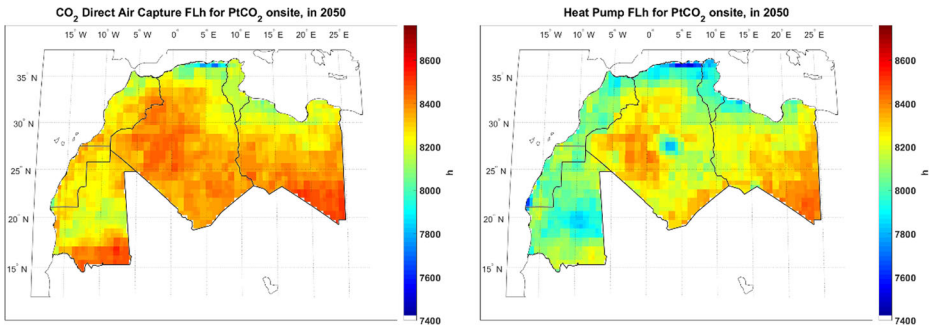 CO2 Direct Air Capture FLh for PtCO2 onsite, in 2050
15° W 10° W 5° W 0° 5° E 10° E 15° E 20° E 25° E
35° N
30° N
25° N
20° N
15° N
8600
8400
8200
8000
7800
7600
7400
h
Heat Pump FLh for PtCO2 onsite, in 2050
15° W 10° W 5° W 0° 5° E 10° E 15° E 20° E 25° E
35° N
30° N
25° N
20° N
15° N
8600
8400
8200
8000
7800
7600
7400
h